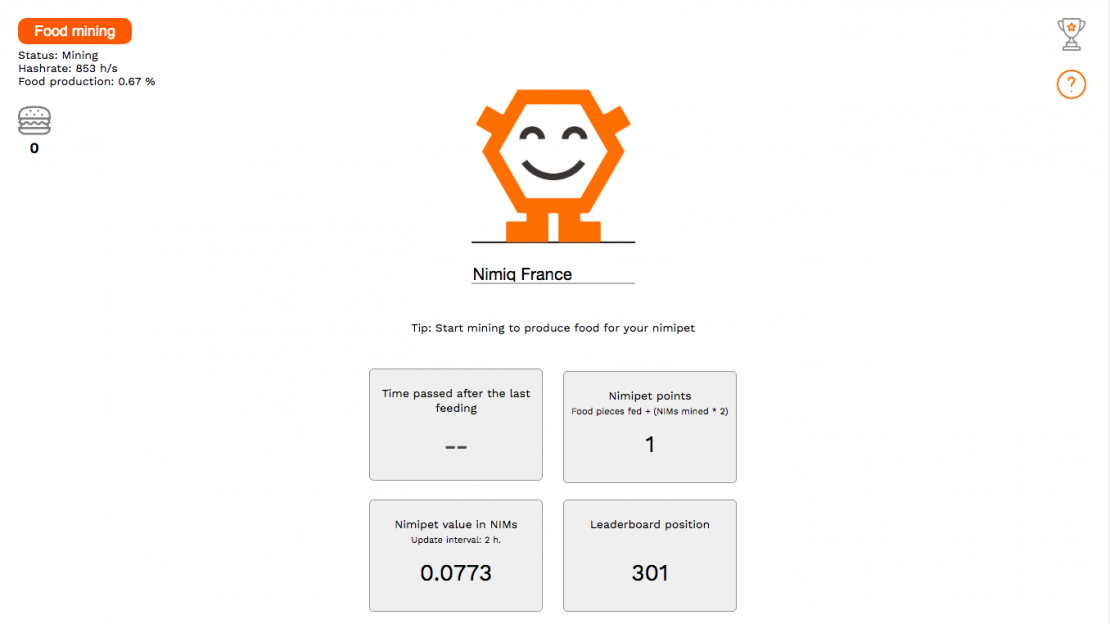 Food mining
Status: Mining
Hashrate: 853 h/s
Food production: 0.67 %
0
?
Nimiq France
Tip: Start mining to produce food for your nimipet
Time passed after the last
feeding
--
Nimipet points
Food pieces fed + (NIMs mined * 2)
1
Nimipet value in NIMs
Update interval: 2 h.
0.0773
Leaderboard position
301